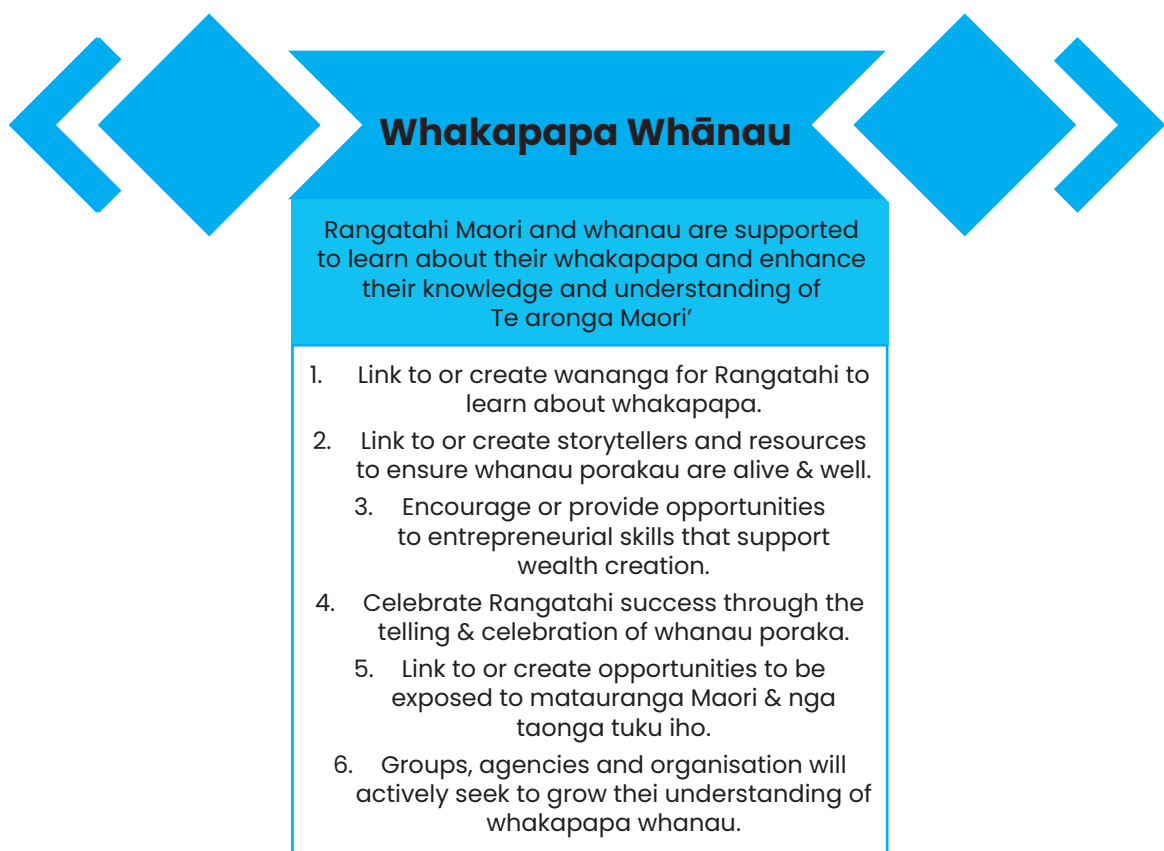 Whakapapa Whānau
Rangatahi Maori and whanau are supported
to learn about their whakapapa and enhance
their knowledge and understanding of
Te aronga Maori’
1. Link to or create wananga for Rangatahi to
learn about whakapapa.
2. Link to or create storytellers and resources
to ensure whanau porakau are alive & well.
3. Encourage or provide opportunities
to entrepreneurial skills that support
wealth creation.
4. Celebrate Rangatahi success through the
telling & celebration of whanau poraka.
5. Link to or create opportunities to be
exposed to matauranga Maori & nga
taonga tuku iho.
6. Groups, agencies and organisation will
actively seek to grow thei understanding of
whakapapa whanau.